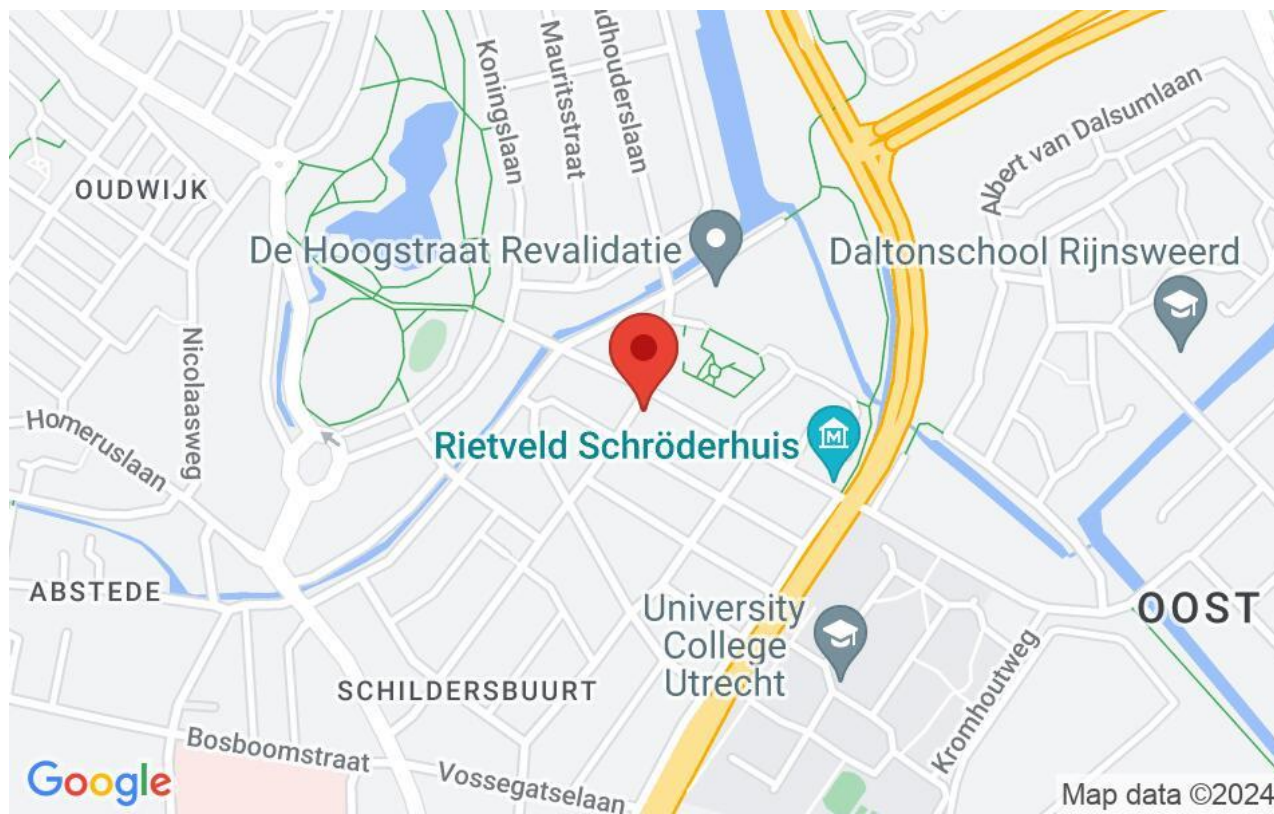 Koningslaan
Mauritsstraat
dhouderslaan
Albert van Dalsumlaan
OUDWIJK
De Hoogstraat Revalidatie
Daltonschool Rijnsweerd
Nicolaasweg
Homeruslaan
Rietveld Schröderhuis
M
ABSTEDE
University
College
Utrecht
OOST
SCHILDERSBUURT
Kromhoutweg
Bosboomstraat
Vossegatselaan
Google
Map data ©2024